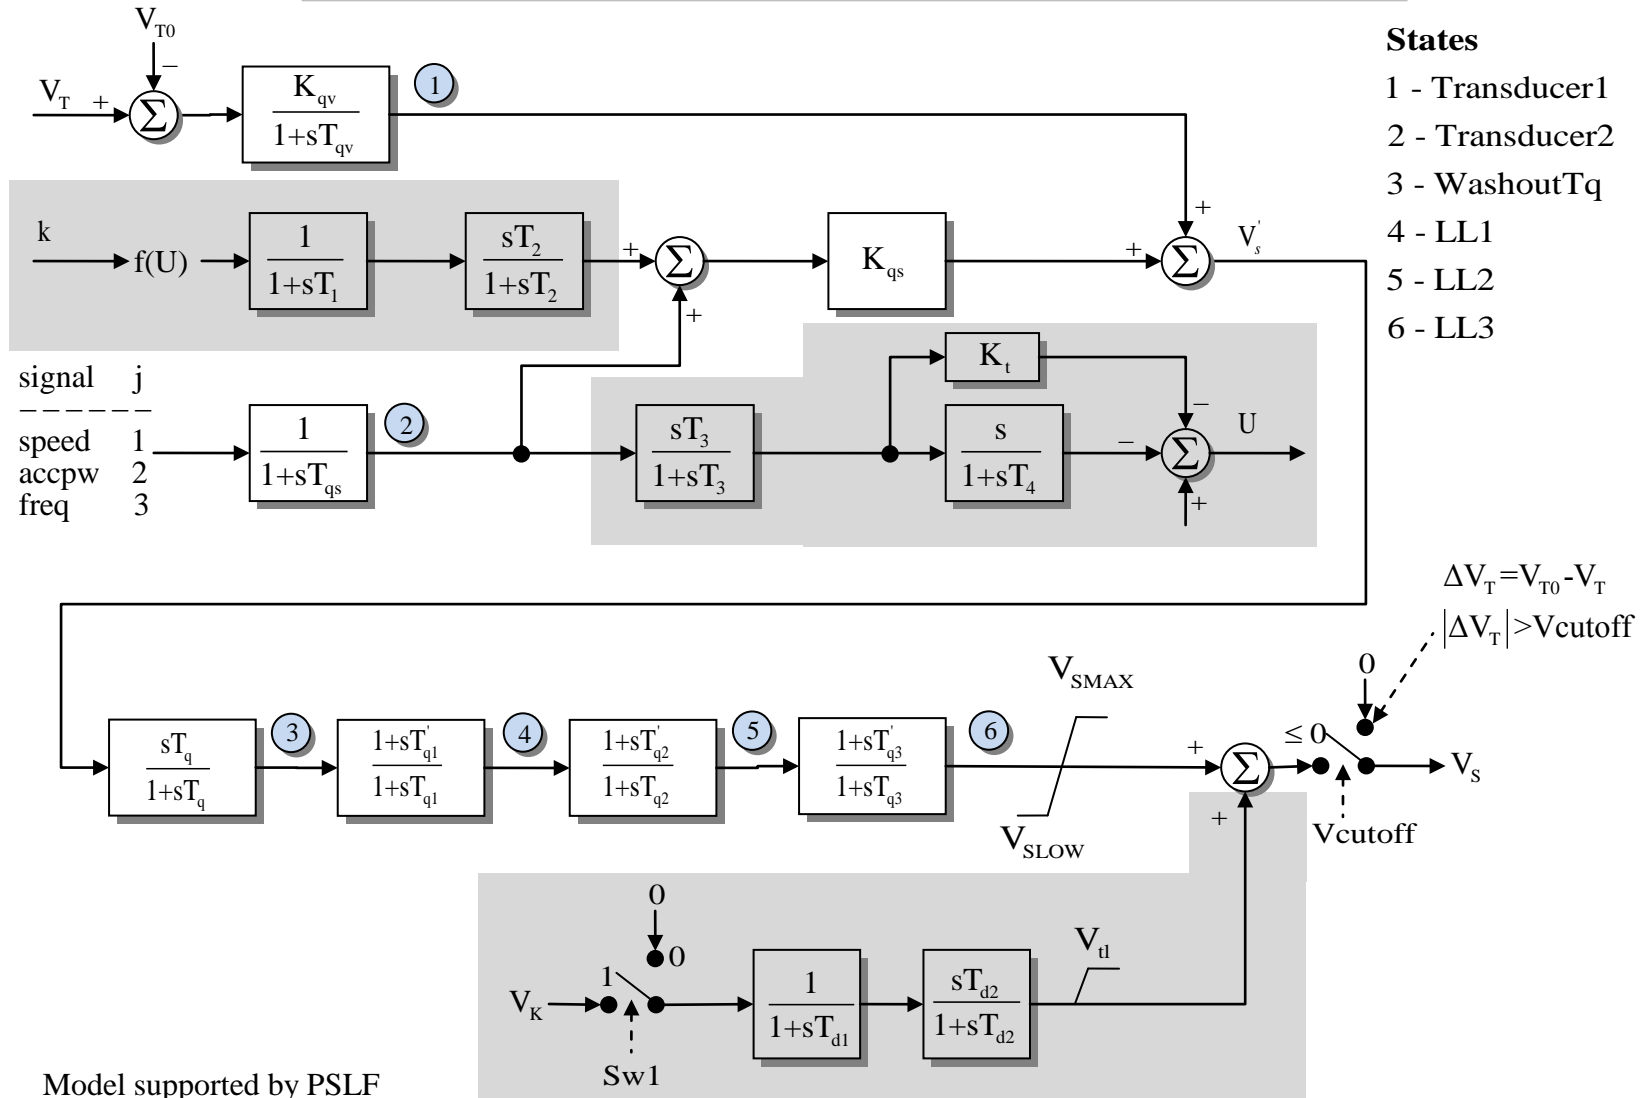 V_T0
−
V_T + Σ
K_qv
1+sT_qv
1
States
1 - Transducer1
2 - Transducer2
3 - WashoutTq
4 - LL1
5 - LL2
6 - LL3
k
f(U)
1
1+sT_1
sT_2
1+sT_2
+ Σ
+
K_qs
+
+ Σ
V'_s
signal j
− − − − − −
speed 1
accpw 2
freq 3
1
1+sT_qs
2
sT_3
1+sT_3
K_t
s
1+sT_4
−
− Σ
+
U
ΔV_T=V_T0-V_T
|ΔV_T|>Vcutoff
0
sT_q
1+sT_q
3
1+sT'_q1
1+sT_q1
4
1+sT'_q2
1+sT_q2
5
1+sT'_q3
1+sT_q3
6
V_SMAX
V_SLOW
+ Σ
+
≤ 0
Vcutoff
V_S
0
0
1
V_K
Sw1
1
1+sT_d1
sT_d2
1+sT_d2
V_tl
Model supported by PSLF